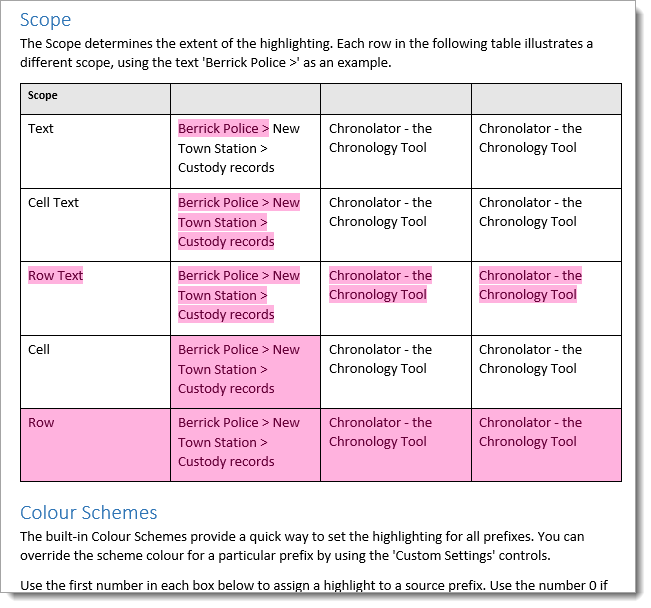 Scope
The Scope determines the extent of the highlighting. Each row in the following table illustrates a
different scope, using the text 'Berrick Police >' as an example.
Scope
Text
Berrick Police > New
Town Station >
Custody records
Chronolator - the
Chronology Tool
Chronolator - the
Chronology Tool
Cell Text
Berrick Police > New
Town Station >
Custody records
Chronolator - the
Chronology Tool
Chronolator - the
Chronology Tool
Row Text
Berrick Police > New
Town Station >
Custody records
Chronolator - the
Chronology Tool
Chronolator - the
Chronology Tool
Cell
Berrick Police > New
Town Station >
Custody records
Chronolator - the
Chronology Tool
Chronolator - the
Chronology Tool
Row
Berrick Police > New
Town Station >
Custody records
Chronolator - the
Chronology Tool
Chronolator - the
Chronology Tool
Colour Schemes
The built-in Colour Schemes provide a quick way to set the highlighting for all prefixes. You can
override the scheme colour for a particular prefix by using the 'Custom Settings' controls.
Use the first number in each box below to assign a highlight to a source prefix. Use the number 0 if